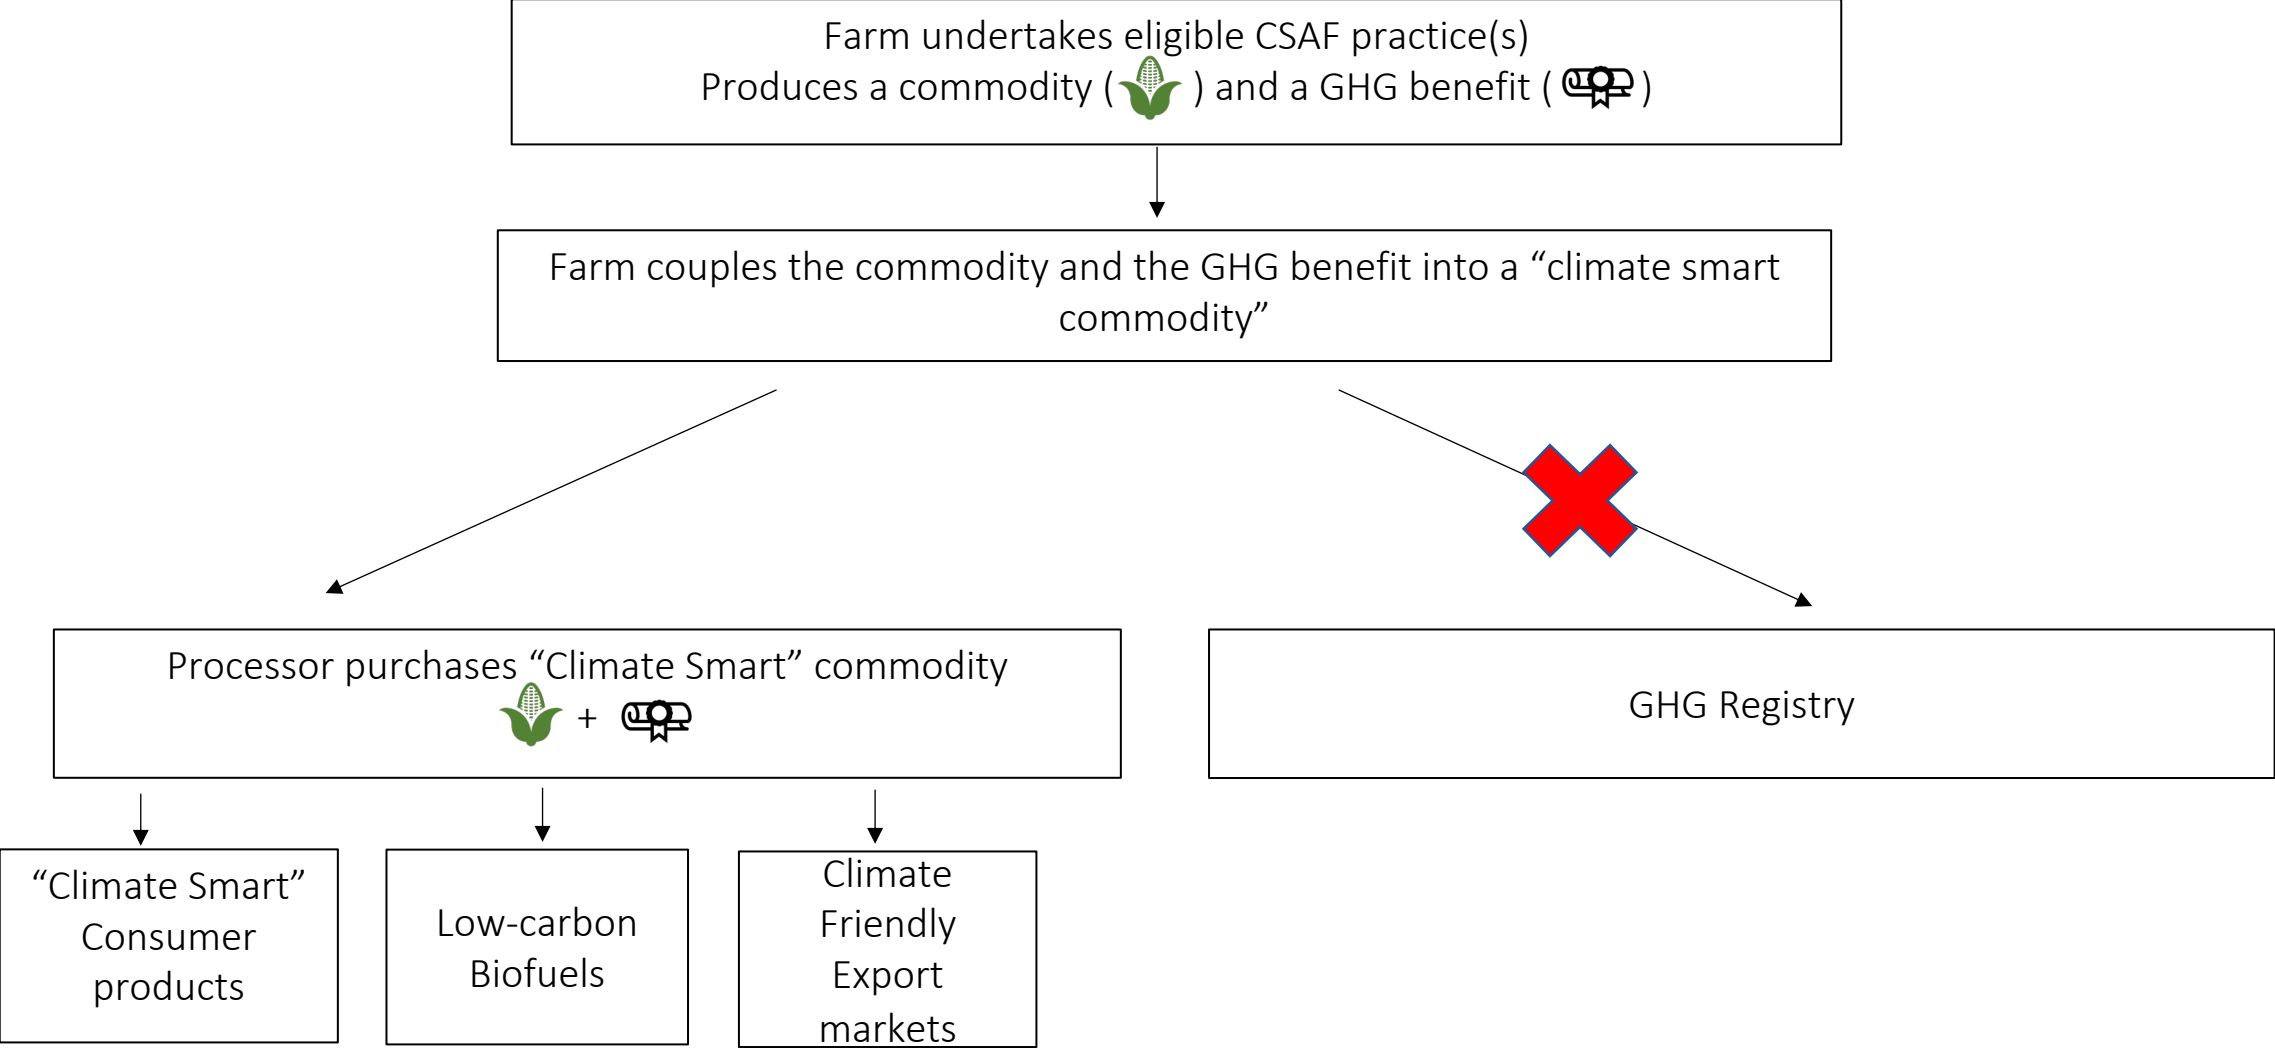 Farm undertakes eligible CSAF practice(s)
Produces a commodity ( ) and a GHG benefit ( )
Farm couples the commodity and the GHG benefit into a “climate smart
commodity”
Processor purchases “Climate Smart” commodity
+
GHG Registry
“Climate Smart”
Consumer
products
Low-carbon
Biofuels
Climate
Friendly
Export
markets